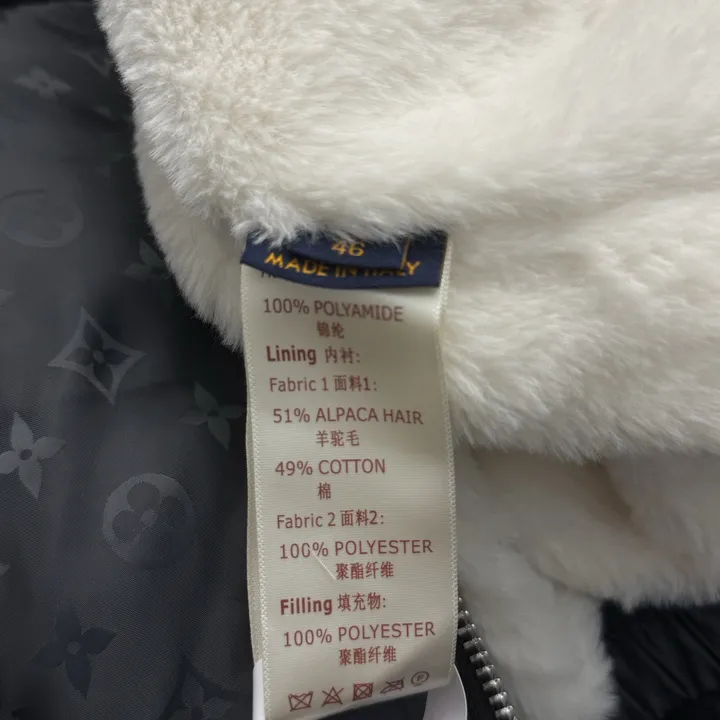 46
MADE IN ITALY
100% POLYAMIDE
锦纶
Lining 内衬:
Fabric 1 面料1:
51% ALPACA HAIR
羊驼毛
49% COTTON
棉
Fabric 2 面料2:
100% POLYESTER
聚酯纤维
Filling 填充物:
100% POLYESTER
聚酯纤维
P